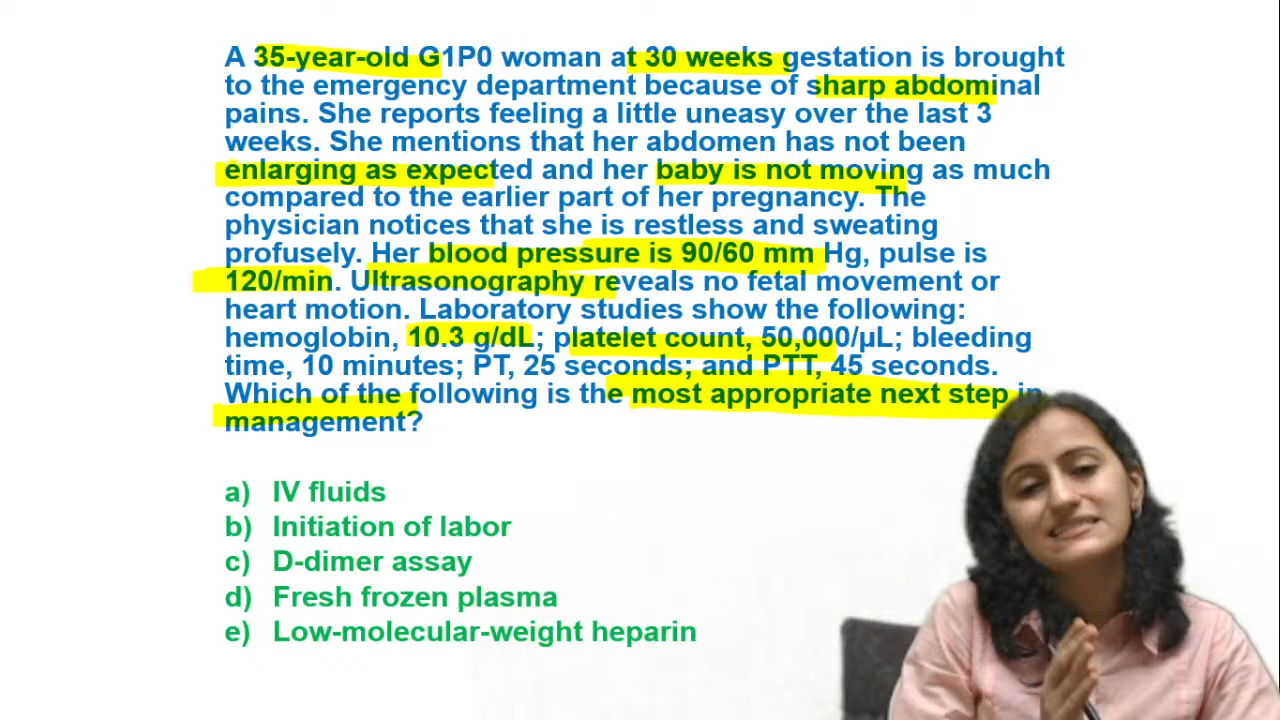 A 35-year-old G1P0 woman at 30 weeks gestation is brought
to the emergency department because of sharp abdominal
pains. She reports feeling a little uneasy over the last 3
weeks. She mentions that her abdomen has not been
enlarging as expected and her baby is not moving as much
compared to the earlier part of her pregnancy. The
physician notices that she is restless and sweating
profusely. Her blood pressure is 90/60 mm Hg, pulse is
120/min. Ultrasonography reveals no fetal movement or
heart motion. Laboratory studies show the following:
hemoglobin, 10.3 g/dL; platelet count, 50,000/µL; bleeding
time, 10 minutes; PT, 25 seconds; and PTT, 45 seconds.
Which of the following is the most appropriate next step in
management?
a) IV fluids
b) Initiation of labor
c) D-dimer assay
d) Fresh frozen plasma
e) Low-molecular-weight heparin